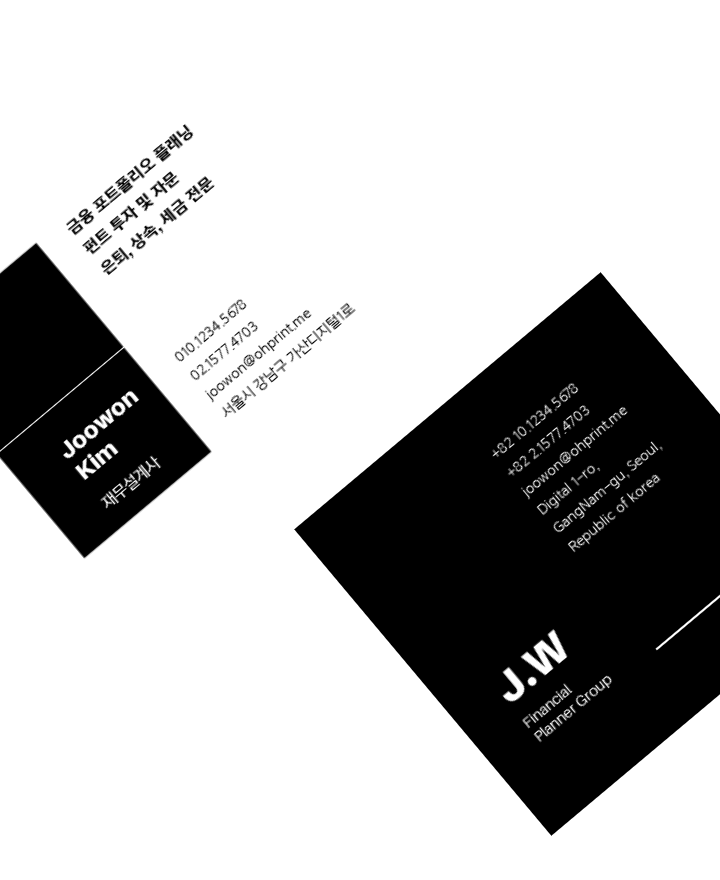 금융 포트폴리오 플래닝
펀드 투자 및 자문
은퇴, 상속, 세금 전문
010.1234.5678
02.1577.4703
joowon@ohprint.me
서울시 강남구 가산디지털1로
Joowon
Kim
재무설계사
+82 10.1234.5678
+82 2.1577.4703
joowon@ohprint.me
Digital 1-ro,
GangNam-gu, Seoul,
Republic of korea
J.W
Financial
Planner Group